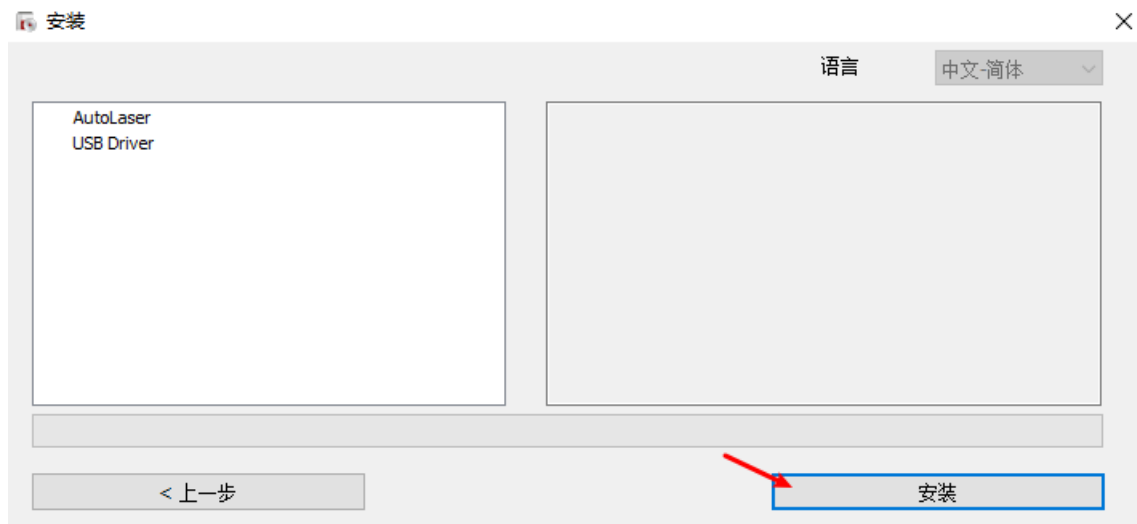 安装
语言 中文-简体
AutoLaser
USB Driver
< 上一步
安装